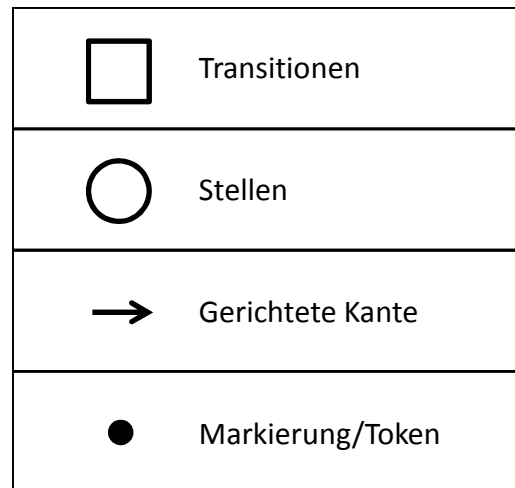 Transitionen
Stellen
Gerichtete Kante
Markierung/Token